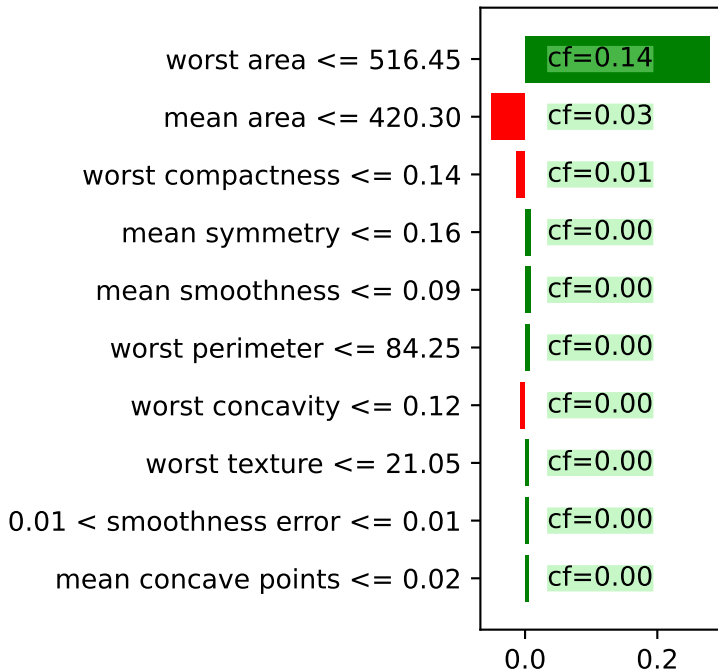 worst area <= 516.45 cf=0.14
mean area <= 420.30 cf=0.03
worst compactness <= 0.14 cf=0.01
mean symmetry <= 0.16 cf=0.00
mean smoothness <= 0.09 cf=0.00
worst perimeter <= 84.25 cf=0.00
worst concavity <= 0.12 cf=0.00
worst texture <= 21.05 cf=0.00
0.01 < smoothness error <= 0.01 cf=0.00
mean concave points <= 0.02 cf=0.00
0.0 0.2